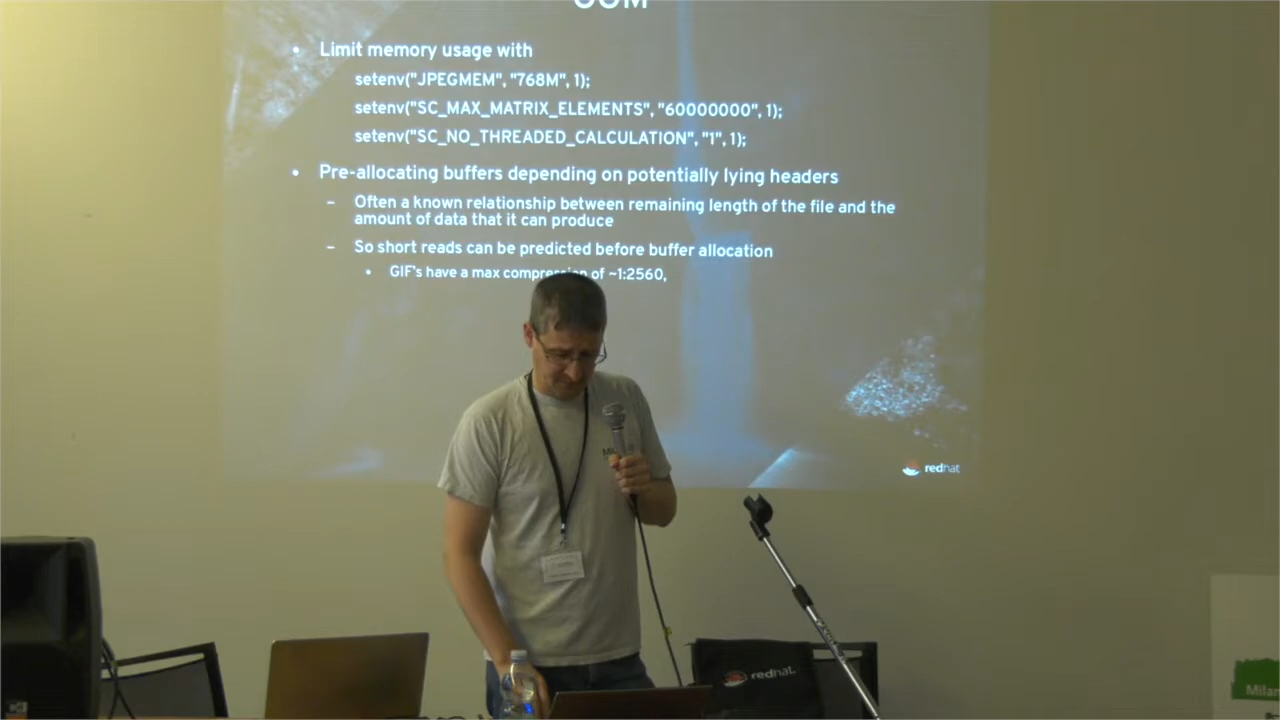 OOM
• Limit memory usage with
setenv("JPEGMEM", "768M", 1);
setenv("SC_MAX_MATRIX_ELEMENTS", "60000000", 1);
setenv("SC_NO_THREADED_CALCULATION", "1", 1);
• Pre-allocating buffers depending on potentially lying headers
– Often a known relationship between remaining length of the file and the
amount of data that it can produce
– So short reads can be predicted before buffer allocation
• GIF's have a max compression of ~1:2560,
redhat
redhat.
Milan